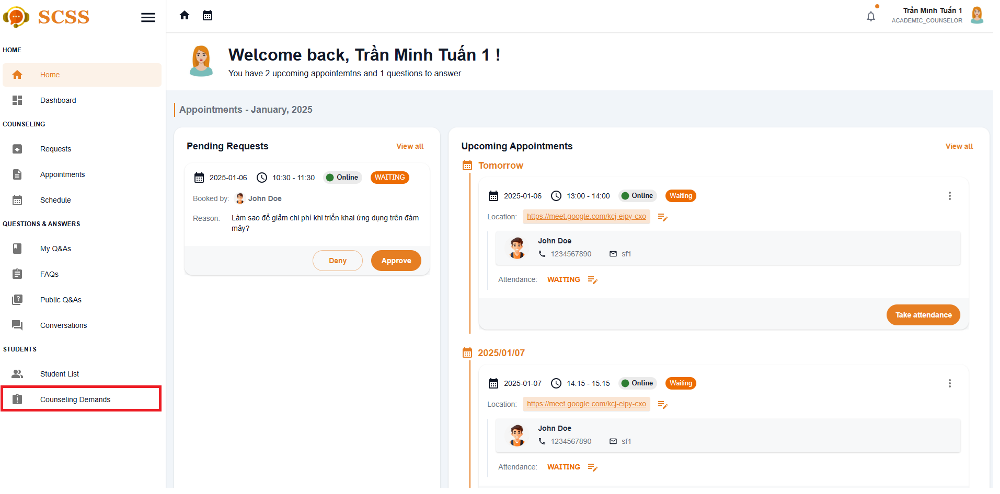 SCSS
HOME
Home
Dashboard
COUNSELING
Requests
Appointments
Schedule
QUESTIONS & ANSWERS
My Q&As
FAQs
Public Q&As
Conversations
STUDENTS
Student List
Counseling Demands
Trần Minh Tuấn 1
ACADEMIC_COUNSELOR
Welcome back, Trần Minh Tuấn 1 !
You have 2 upcoming appointemtns and 1 questions to answer
Appointments - January, 2025
Pending Requests View all
2025-01-06 10:30 - 11:30 Online WAITING
Booked by: John Doe
Reason: Làm sao để giảm chi phí khi triển khai ứng dụng trên đám
mây?
Deny Approve
Upcoming Appointments View all
Tomorrow
2025-01-06 13:00 - 14:00 Online Waiting
Location: https://meet.google.com/kcj-eipy-cxo
John Doe
1234567890 sf1
Attendance: WAITING
Take attendance
2025/01/07
2025-01-07 14:15 - 15:15 Online Waiting
Location: https://meet.google.com/kcj-eipy-cxo
John Doe
1234567890 sf1
Attendance: WAITING